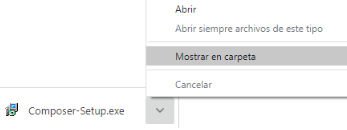 Abrir
Abrir siempre archivos de este tipo
Mostrar en carpeta
Cancelar
Composer-Setup.exe